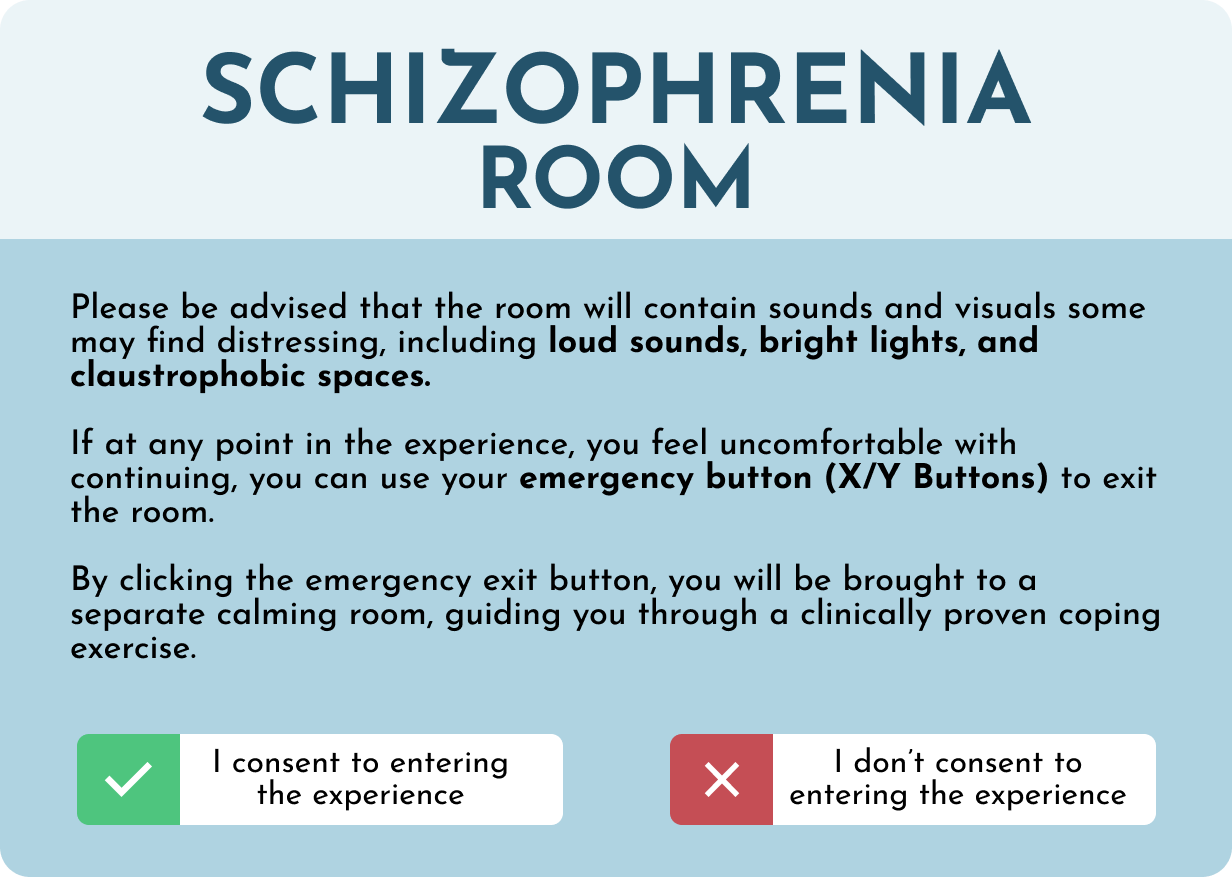 SCHIZOPHRENIA
ROOM
Please be advised that the room will contain sounds and visuals some
may find distressing, including loud sounds, bright lights, and
claustrophobic spaces.
If at any point in the experience, you feel uncomfortable with
continuing, you can use your emergency button (X/Y Buttons) to exit
the room.
By clicking the emergency exit button, you will be brought to a
separate calming room, guiding you through a clinically proven coping
exercise.
I consent to entering
the experience
I don't consent to
entering the experience